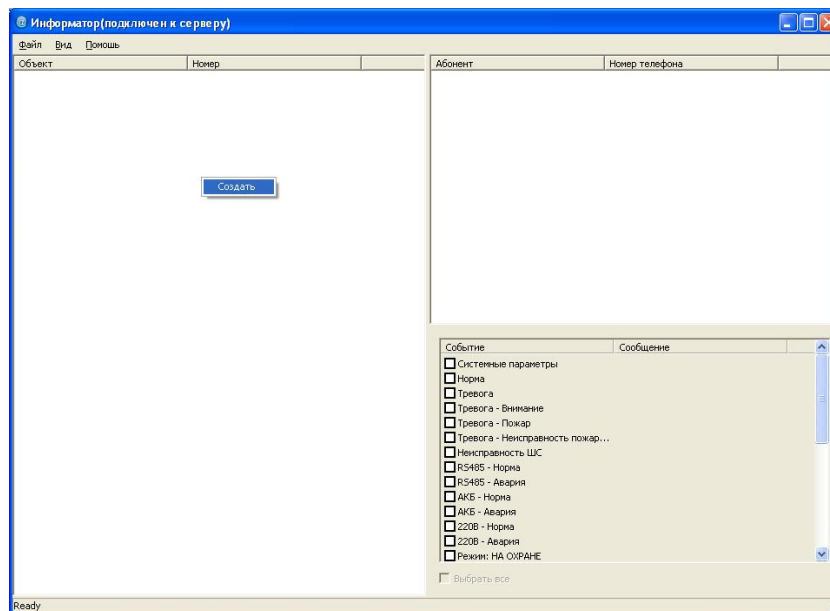 Информатор(подключен к серверу)
Файл Вид Помощь
Объект Номер
Абонент Номер телефона
Создать
Событие Сообщение
Системные параметры
Норма
Тревога
Тревога - Внимание
Тревога - Пожар
Тревога - Неисправность пожар...
Неисправность ШС
RS485 - Норма
RS485 - Авария
АКБ - Норма
АКБ - Авария
220В - Норма
220В - Авария
Режим: НА ОХРАНЕ
Выбрать все
Ready